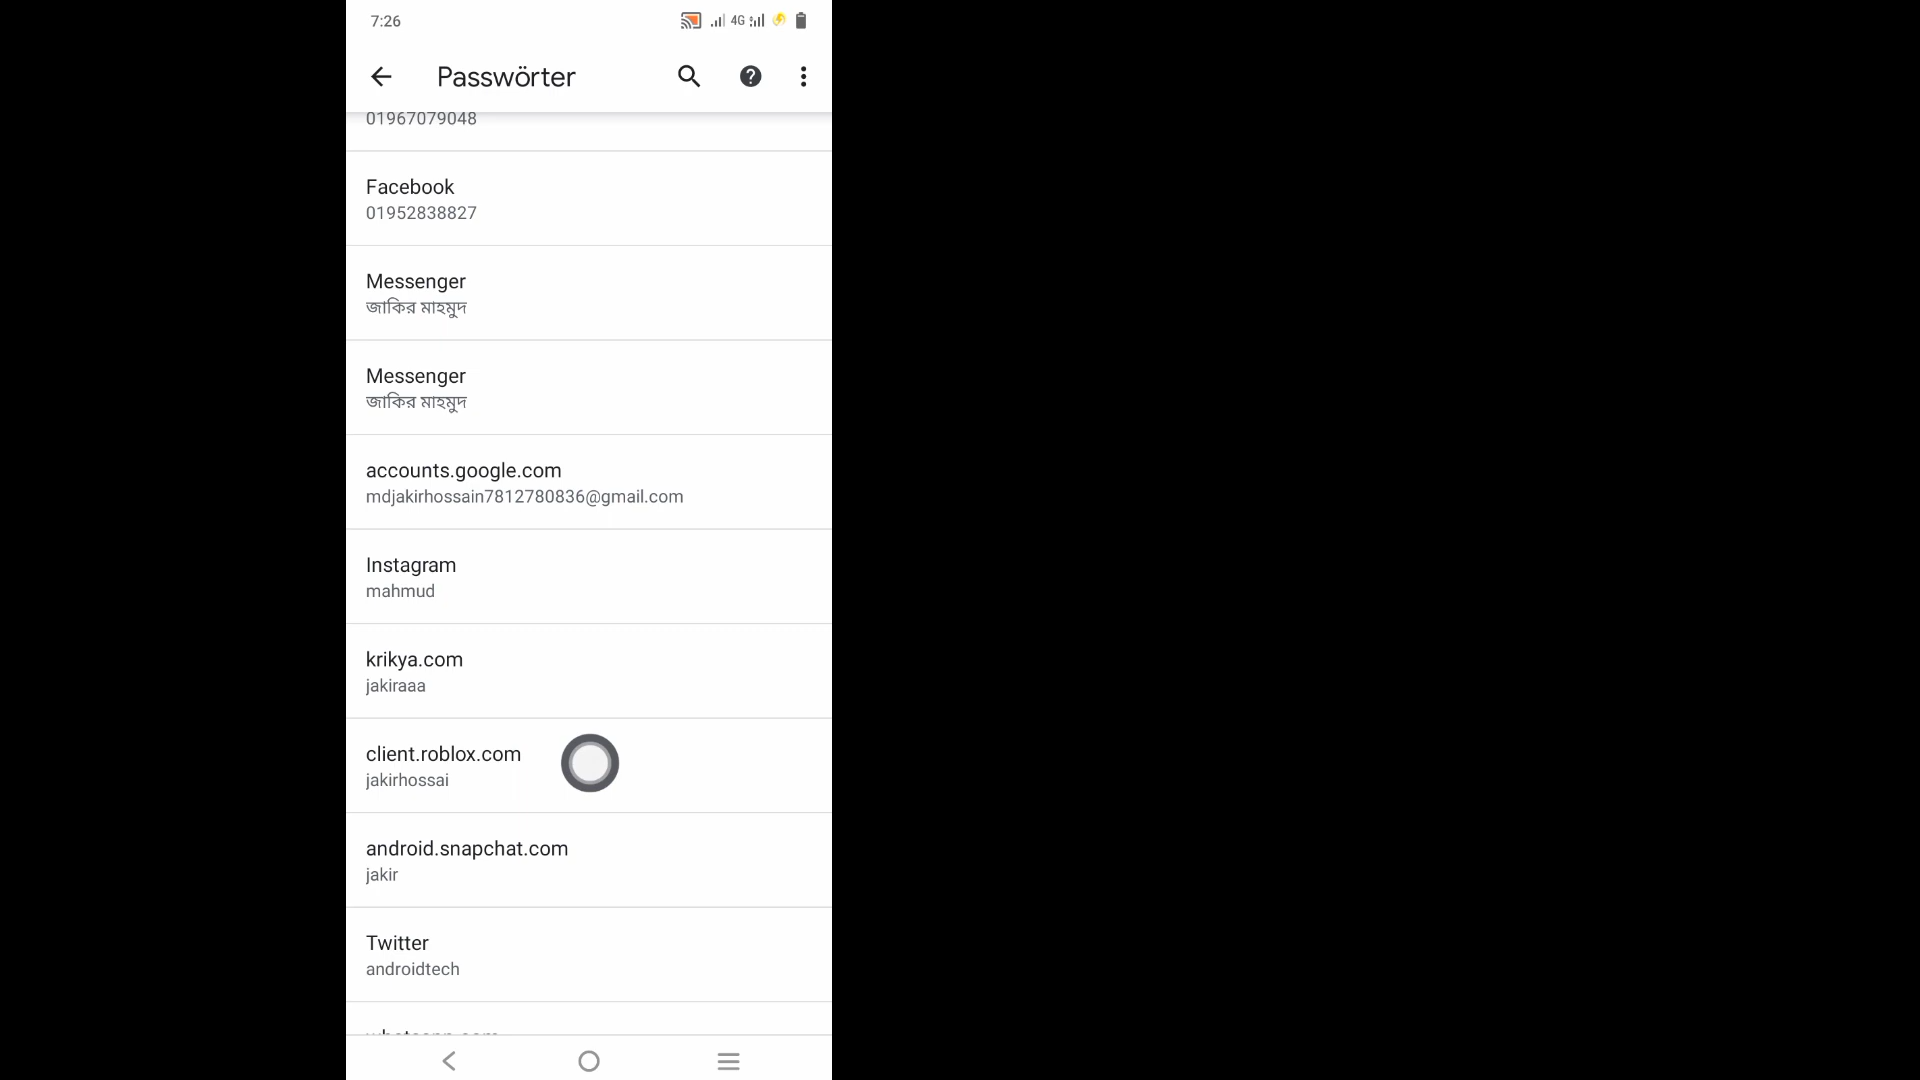 7:26
4G
Passwörter
01967079048
Facebook
01952838827
Messenger
জাকির মাহমুদ
Messenger
জাকির মাহমুদ
accounts.google.com
mdjakirhossain7812780836@gmail.com
Instagram
mahmud
krikya.com
jakiraaa
client.roblox.com
jakirhossai
android.snapchat.com
jakir
Twitter
androidtech